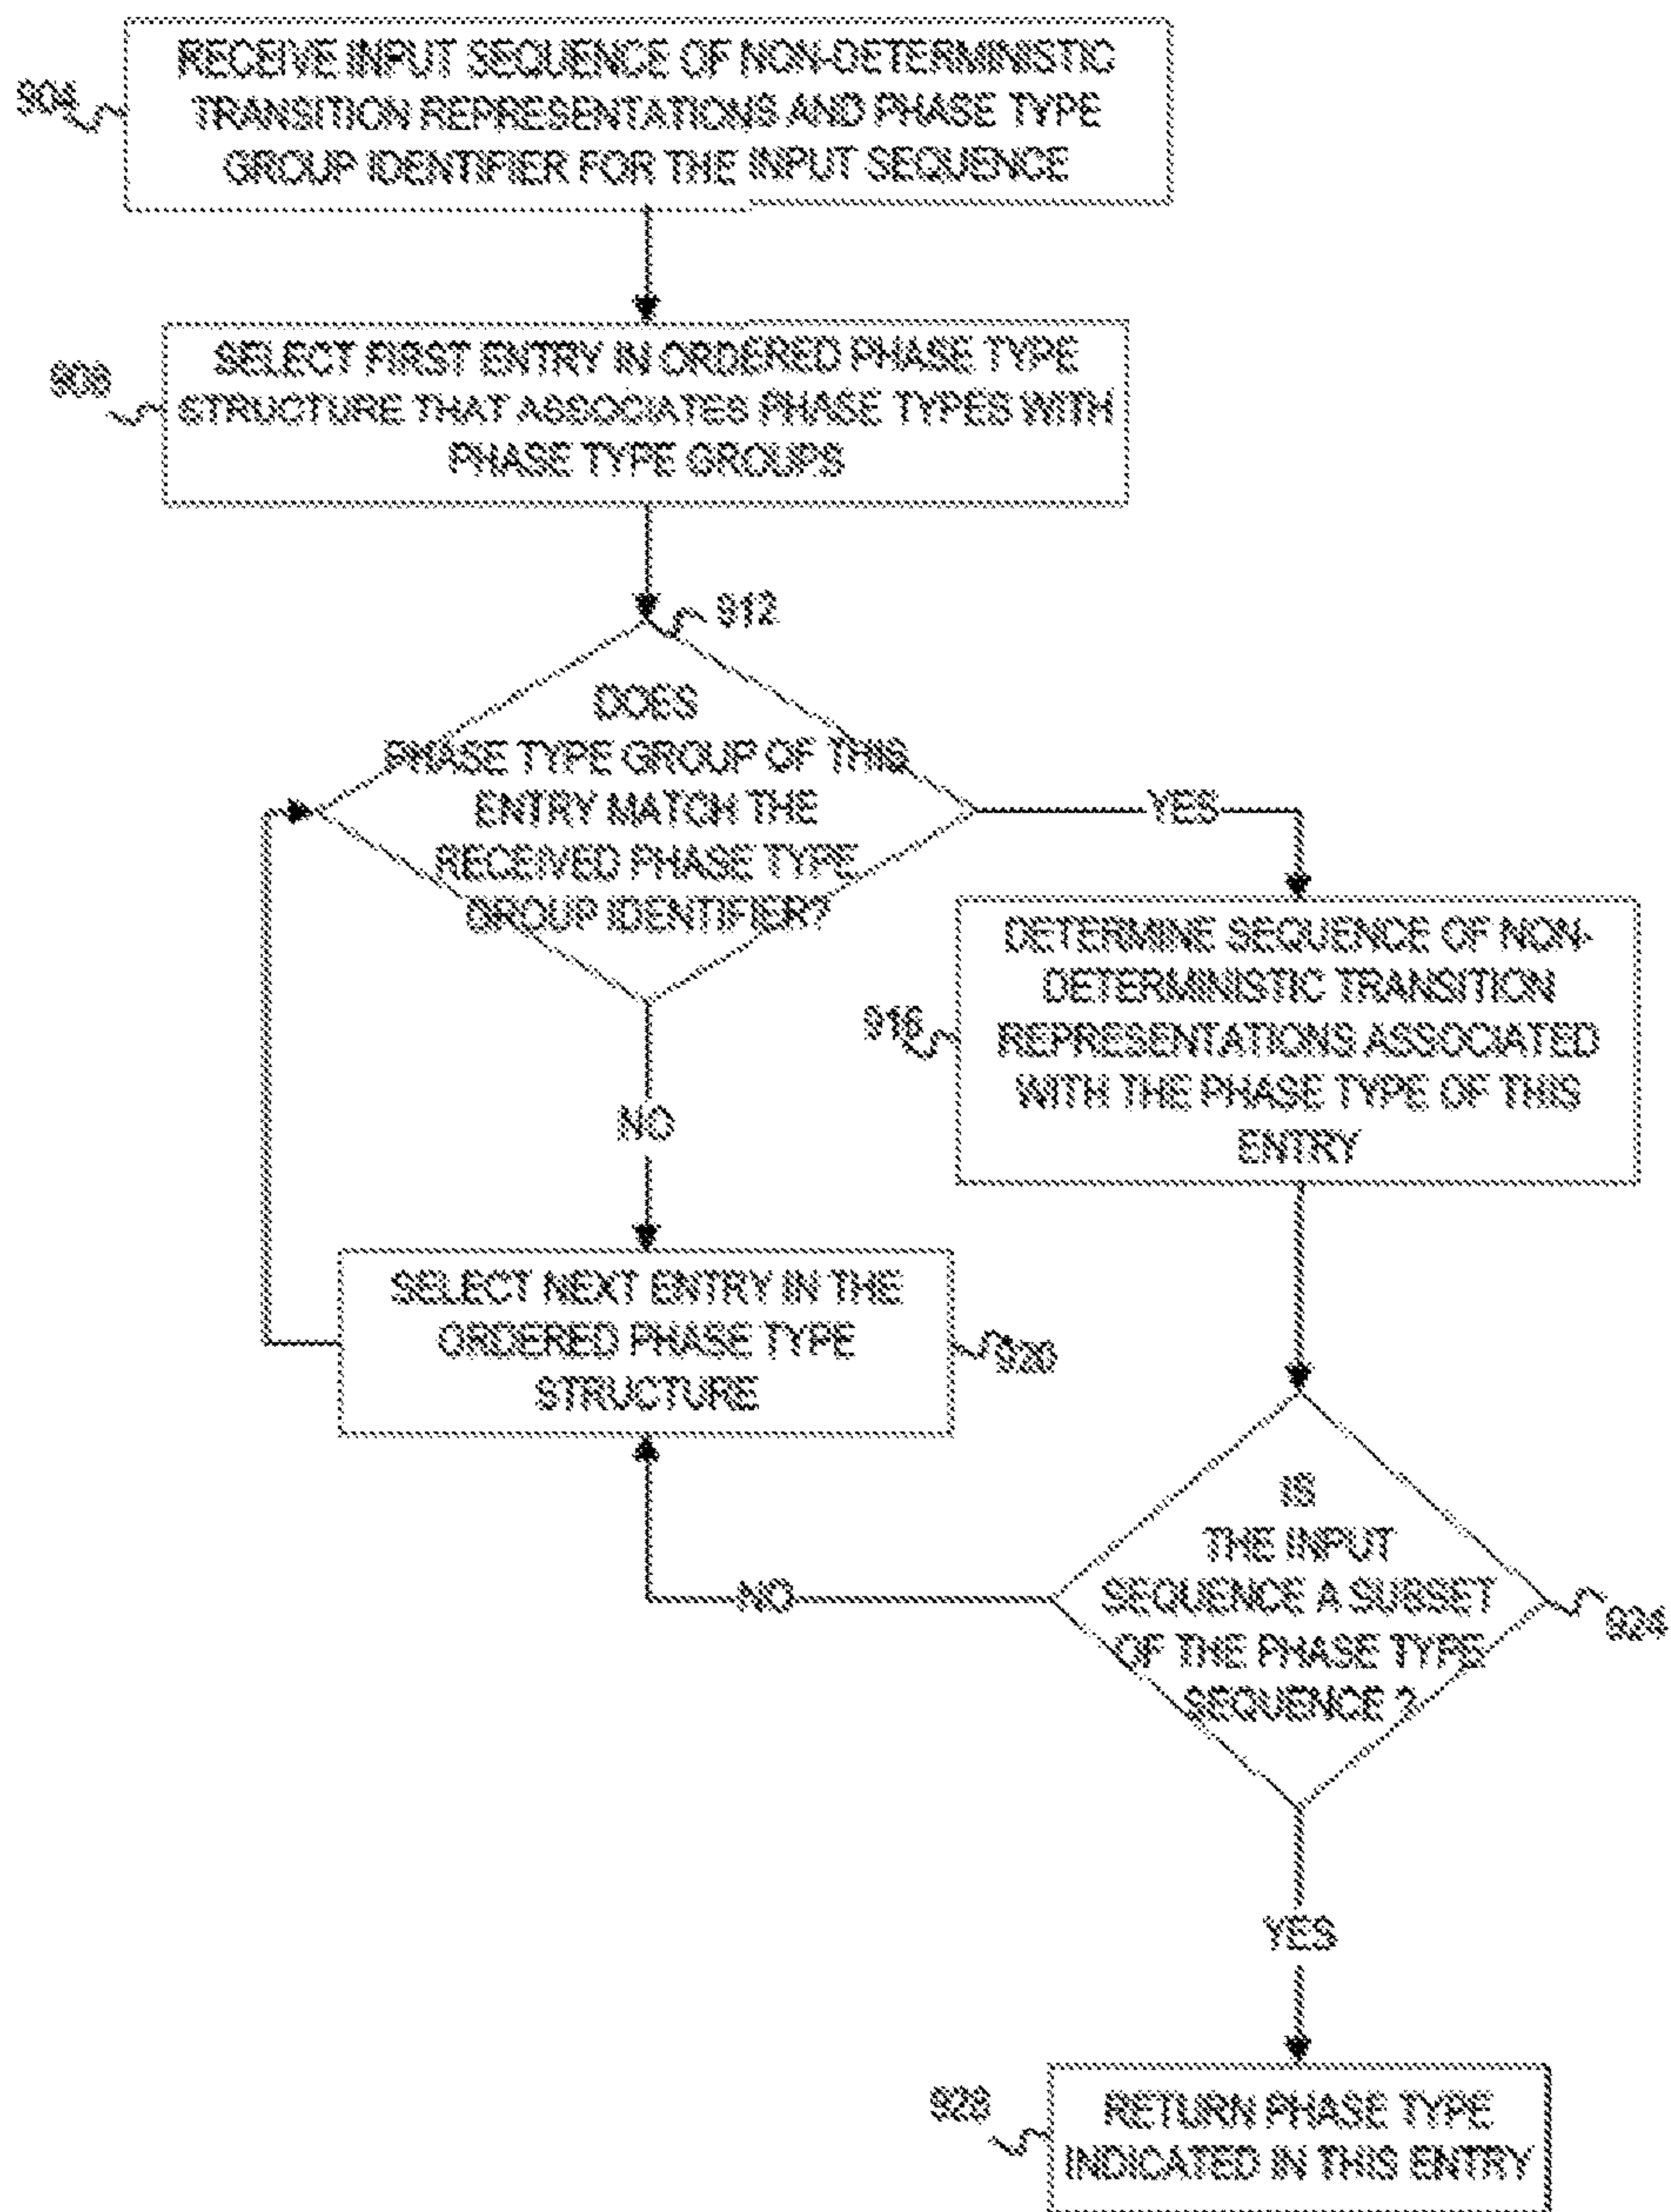 904
RECEIVE INPUT SEQUENCE OF NON-DETERMINISTIC
TRANSITION REPRESENTATIONS AND PHASE TYPE
GROUP IDENTIFIER FOR THE INPUT SEQUENCE
908
SELECT FIRST ENTRY IN ORDERED PHASE TYPE
STRUCTURE THAT ASSOCIATES PHASE TYPES WITH
PHASE TYPE GROUPS
912
DOES
PHASE TYPE GROUP OF THIS
ENTRY MATCH THE
RECEIVED PHASE TYPE
GROUP IDENTIFIER?
YES
NO
916
DETERMINE SEQUENCE OF NON-
DETERMINISTIC TRANSITION
REPRESENTATIONS ASSOCIATED
WITH THE PHASE TYPE OF THIS
ENTRY
SELECT NEXT ENTRY IN THE
ORDERED PHASE TYPE
STRUCTURE
920
IS
THE INPUT
SEQUENCE A SUBSET
OF THE PHASE TYPE
SEQUENCE ?
924
NO
YES
928
RETURN PHASE TYPE
INDICATED IN THIS ENTRY